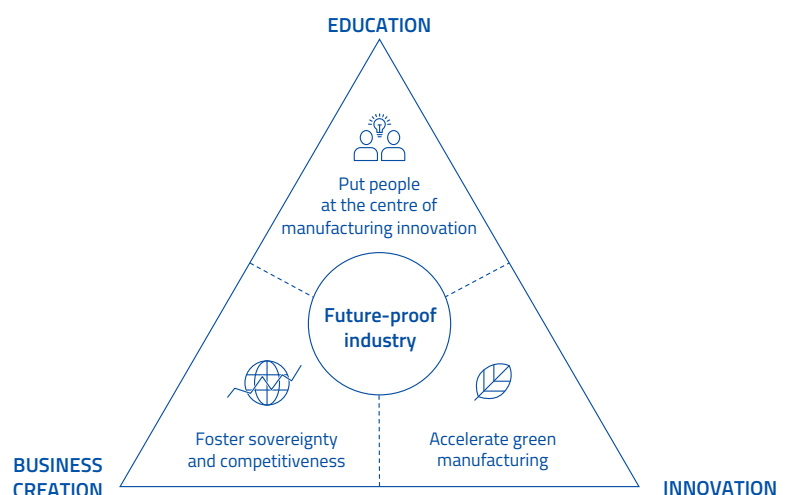 EDUCATION
Put people
at the centre of
manufacturing innovation
Future-proof
industry
Foster sovereignty
and competitiveness
Accelerate green
manufacturing
BUSINESS
CREATION
INNOVATION